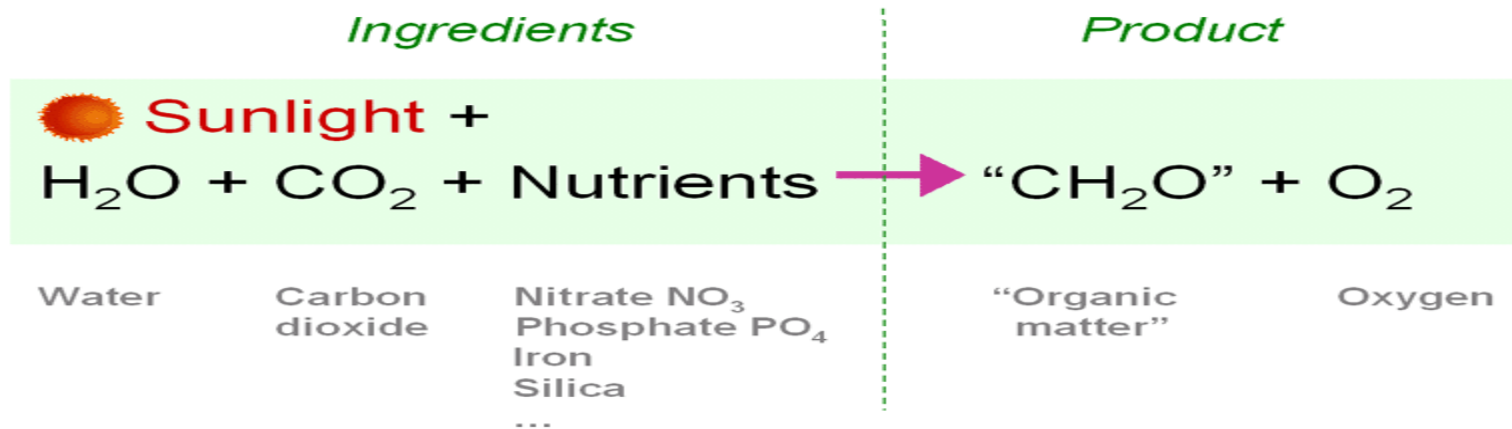 Ingredients Product
Sunlight +
H₂O + CO₂ + Nutrients “CH₂O” + O₂
Water Carbon dioxide Nitrate NO₃ “Organic matter” Oxygen
Phosphate PO₄
Iron
Silica
...